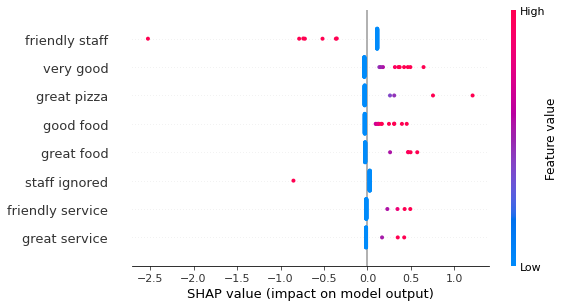 High
friendly staff
very good
great pizza
good food
great food
staff ignored
friendly service
great service
Feature value
Low
−2.5 −2.0 −1.5 −1.0 −0.5 0.0 0.5 1.0
SHAP value (impact on model output)